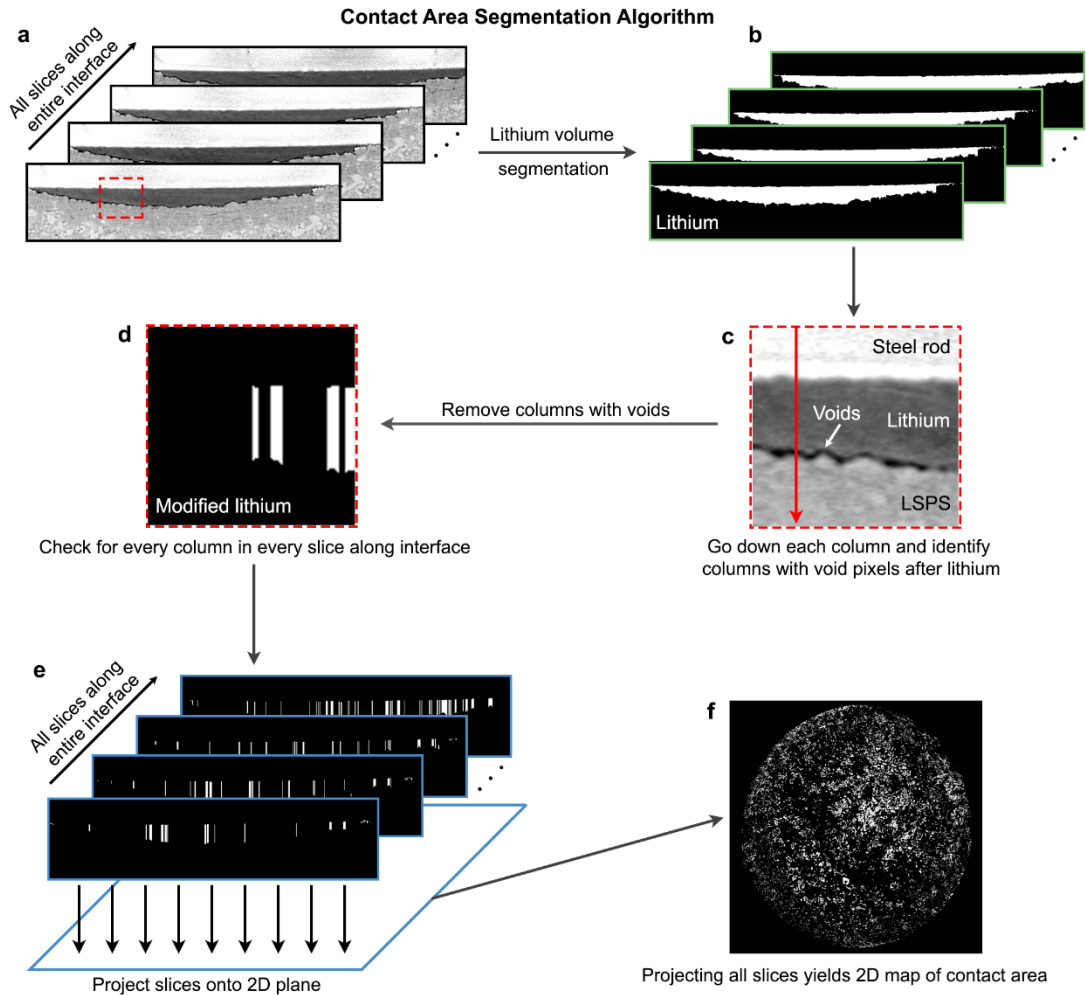 Contact Area Segmentation Algorithm
a
All slices along
entire interface
Lithium volume
segmentation
b
Lithium
c
Steel rod
Voids
Lithium
LSPS
Go down each column and identify
columns with void pixels after lithium
Remove columns with voids
d
Modified lithium
Check for every column in every slice along interface
e
All slices along
entire interface
Project slices onto 2D plane
f
Projecting all slices yields 2D map of contact area